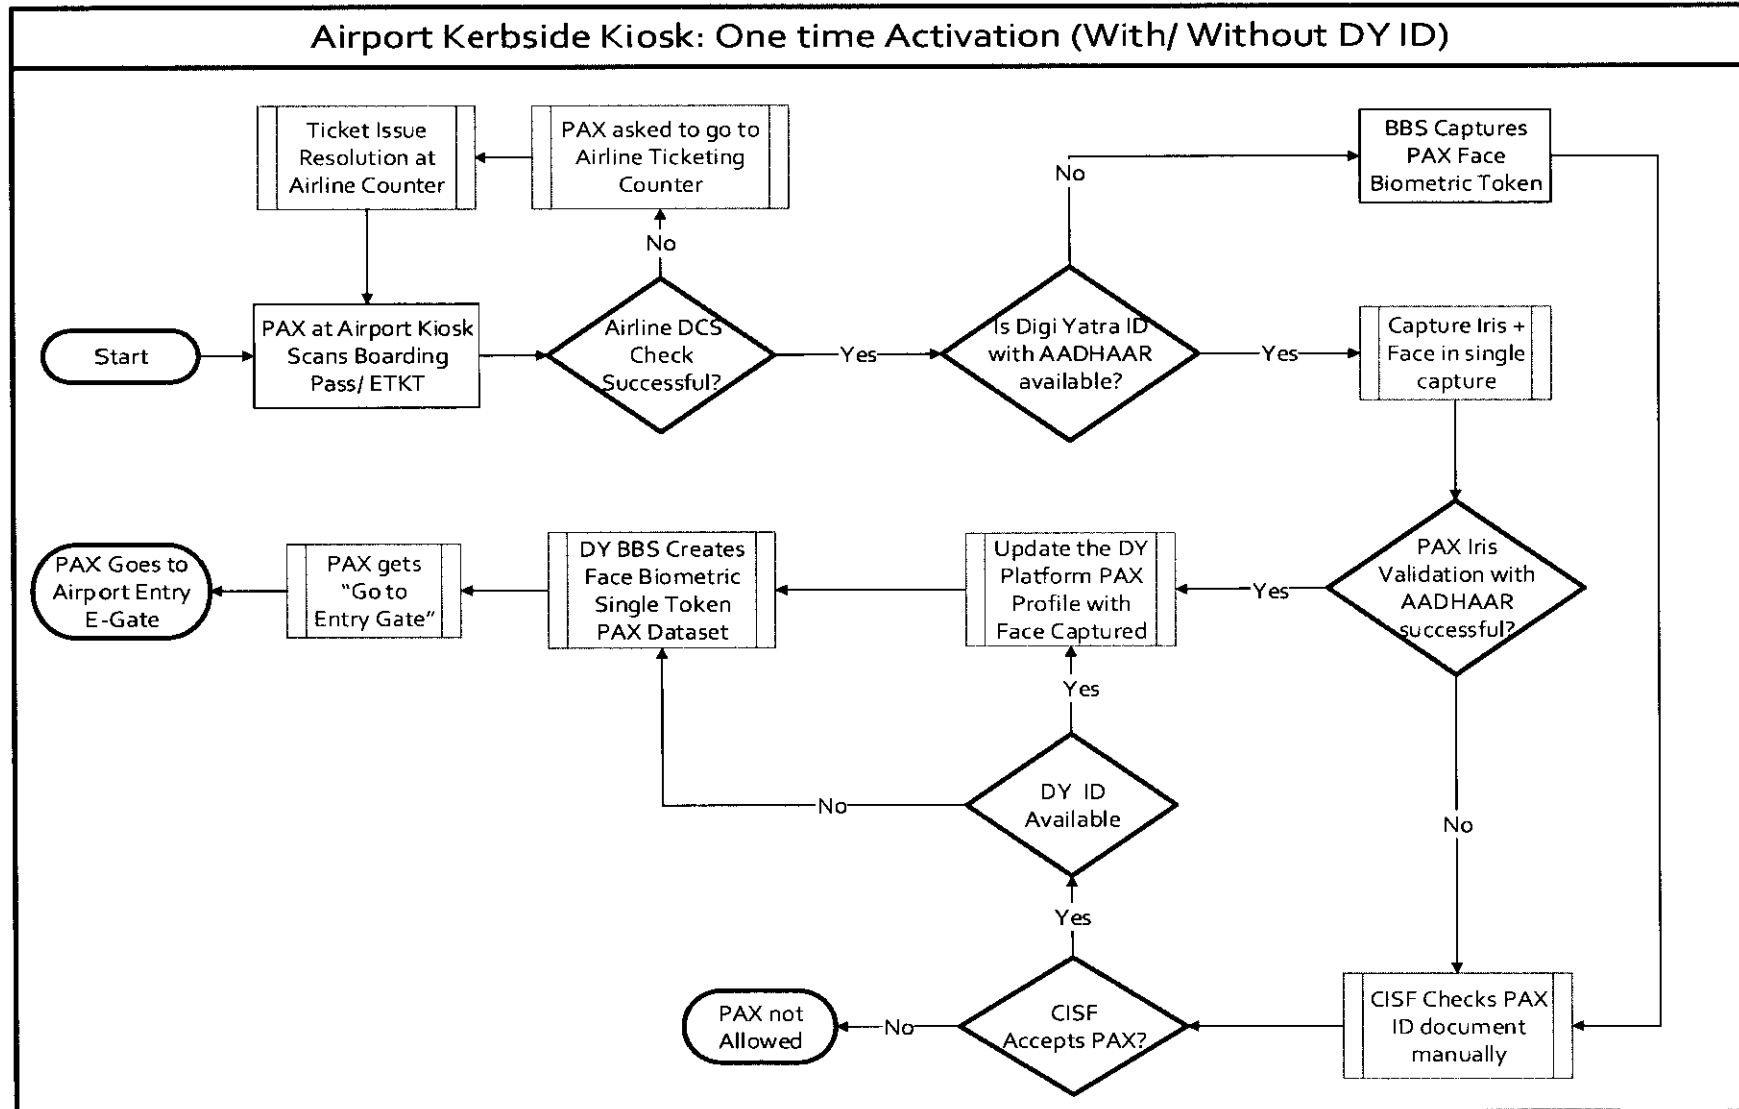 Airport Kerbside Kiosk: One time Activation (With/ Without DY ID)
Ticket Issue
Resolution at
Airline Counter
PAX asked to go to
Airline Ticketing
Counter
BBS Captures
PAX Face
Biometric Token
No
No
Start
PAX at Airport Kiosk
Scans Boarding
Pass/ ETKT
Airline DCS
Check
Successful?
Yes
Is Digi Yatra ID
with AADHAAR
available?
Yes
Capture Iris +
Face in single
capture
PAX Goes to
Airport Entry
E-Gate
PAX gets
“Go to
Entry Gate”
DY BBS Creates
Face Biometric
Single Token
PAX Dataset
Update the DY
Platform PAX
Profile with
Face Captured
Yes
PAX Iris
Validation with
AADHAAR
successful?
Yes
No
DY ID
Available
No
Yes
PAX not
Allowed
No
CISF
Accepts PAX?
CISF Checks PAX
ID document
manually